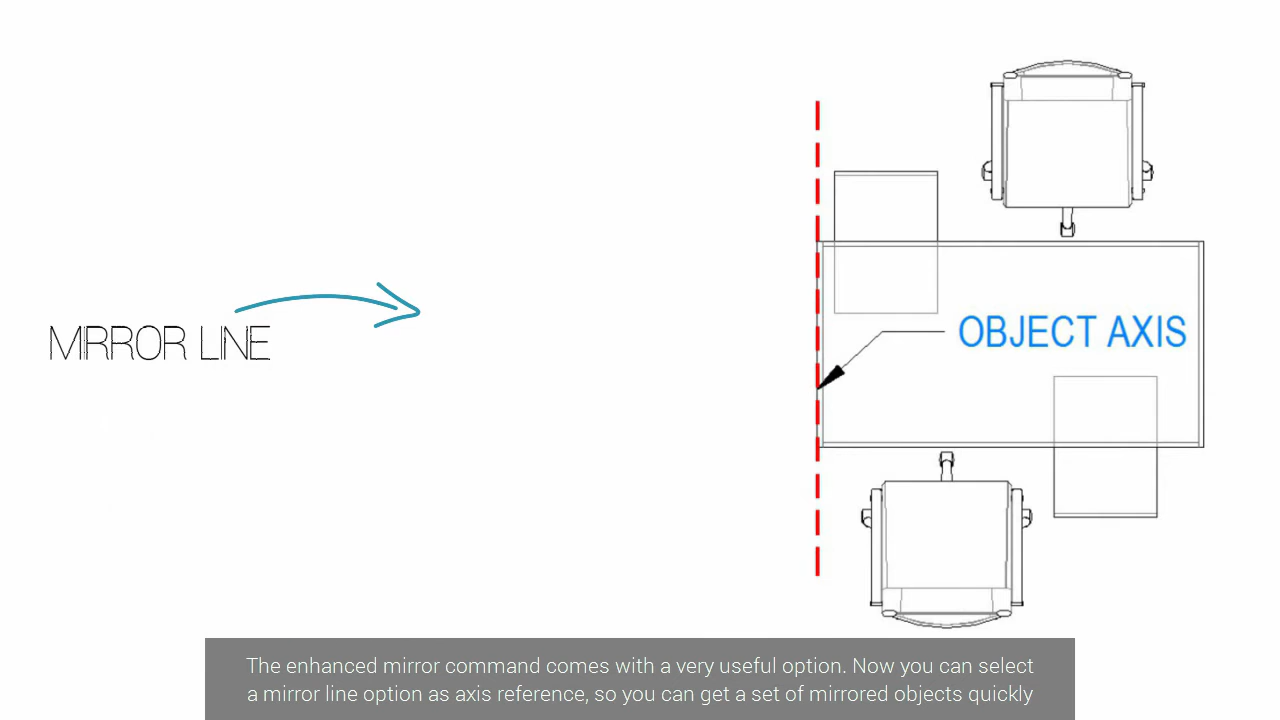 MIRROR LINE
OBJECT AXIS
The enhanced mirror command comes with a very useful option. Now you can select
a mirror line option as axis reference, so you can get a set of mirrored objects quickly